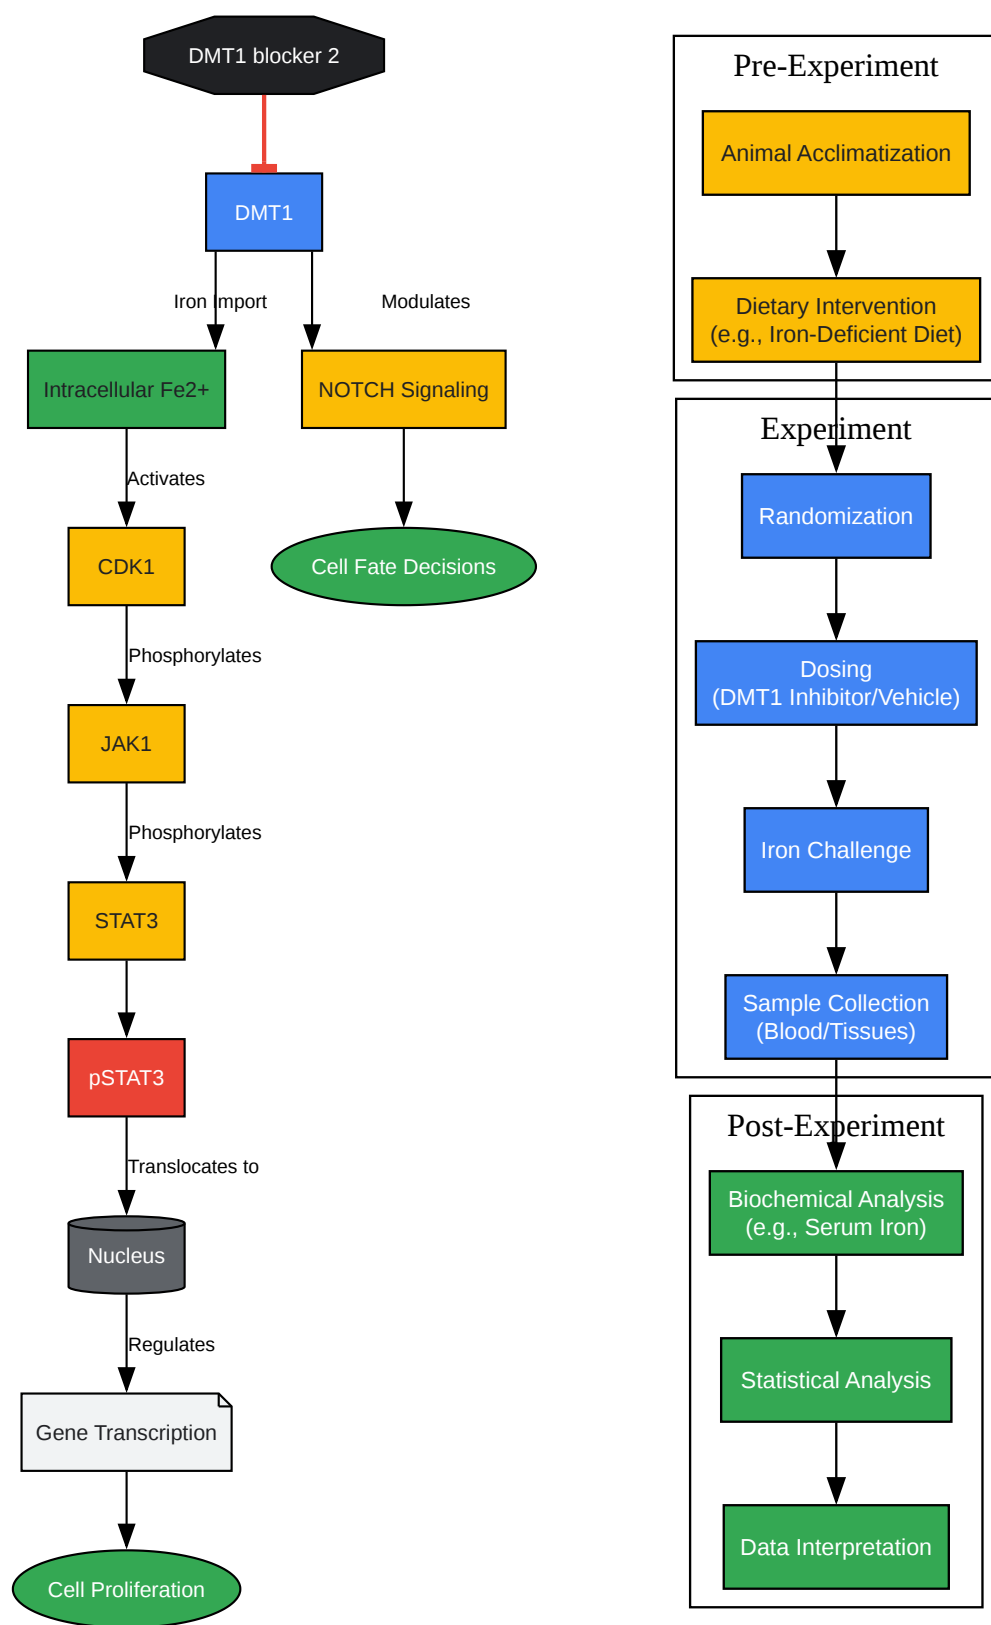 DMT1 blocker 2
DMT1
Iron Import
Modulates
Intracellular Fe2+
NOTCH Signaling
Activates
CDK1
Cell Fate Decisions
Phosphorylates
JAK1
Phosphorylates
STAT3
pSTAT3
Translocates to
Nucleus
Regulates
Gene Transcription
Cell Proliferation
Pre-Experiment
Animal Acclimatization
Dietary Intervention
(e.g., Iron-Deficient Diet)
Experiment
Randomization
Dosing
(DMT1 Inhibitor/Vehicle)
Iron Challenge
Sample Collection
(Blood/Tissues)
Post-Experiment
Biochemical Analysis
(e.g., Serum Iron)
Statistical Analysis
Data Interpretation